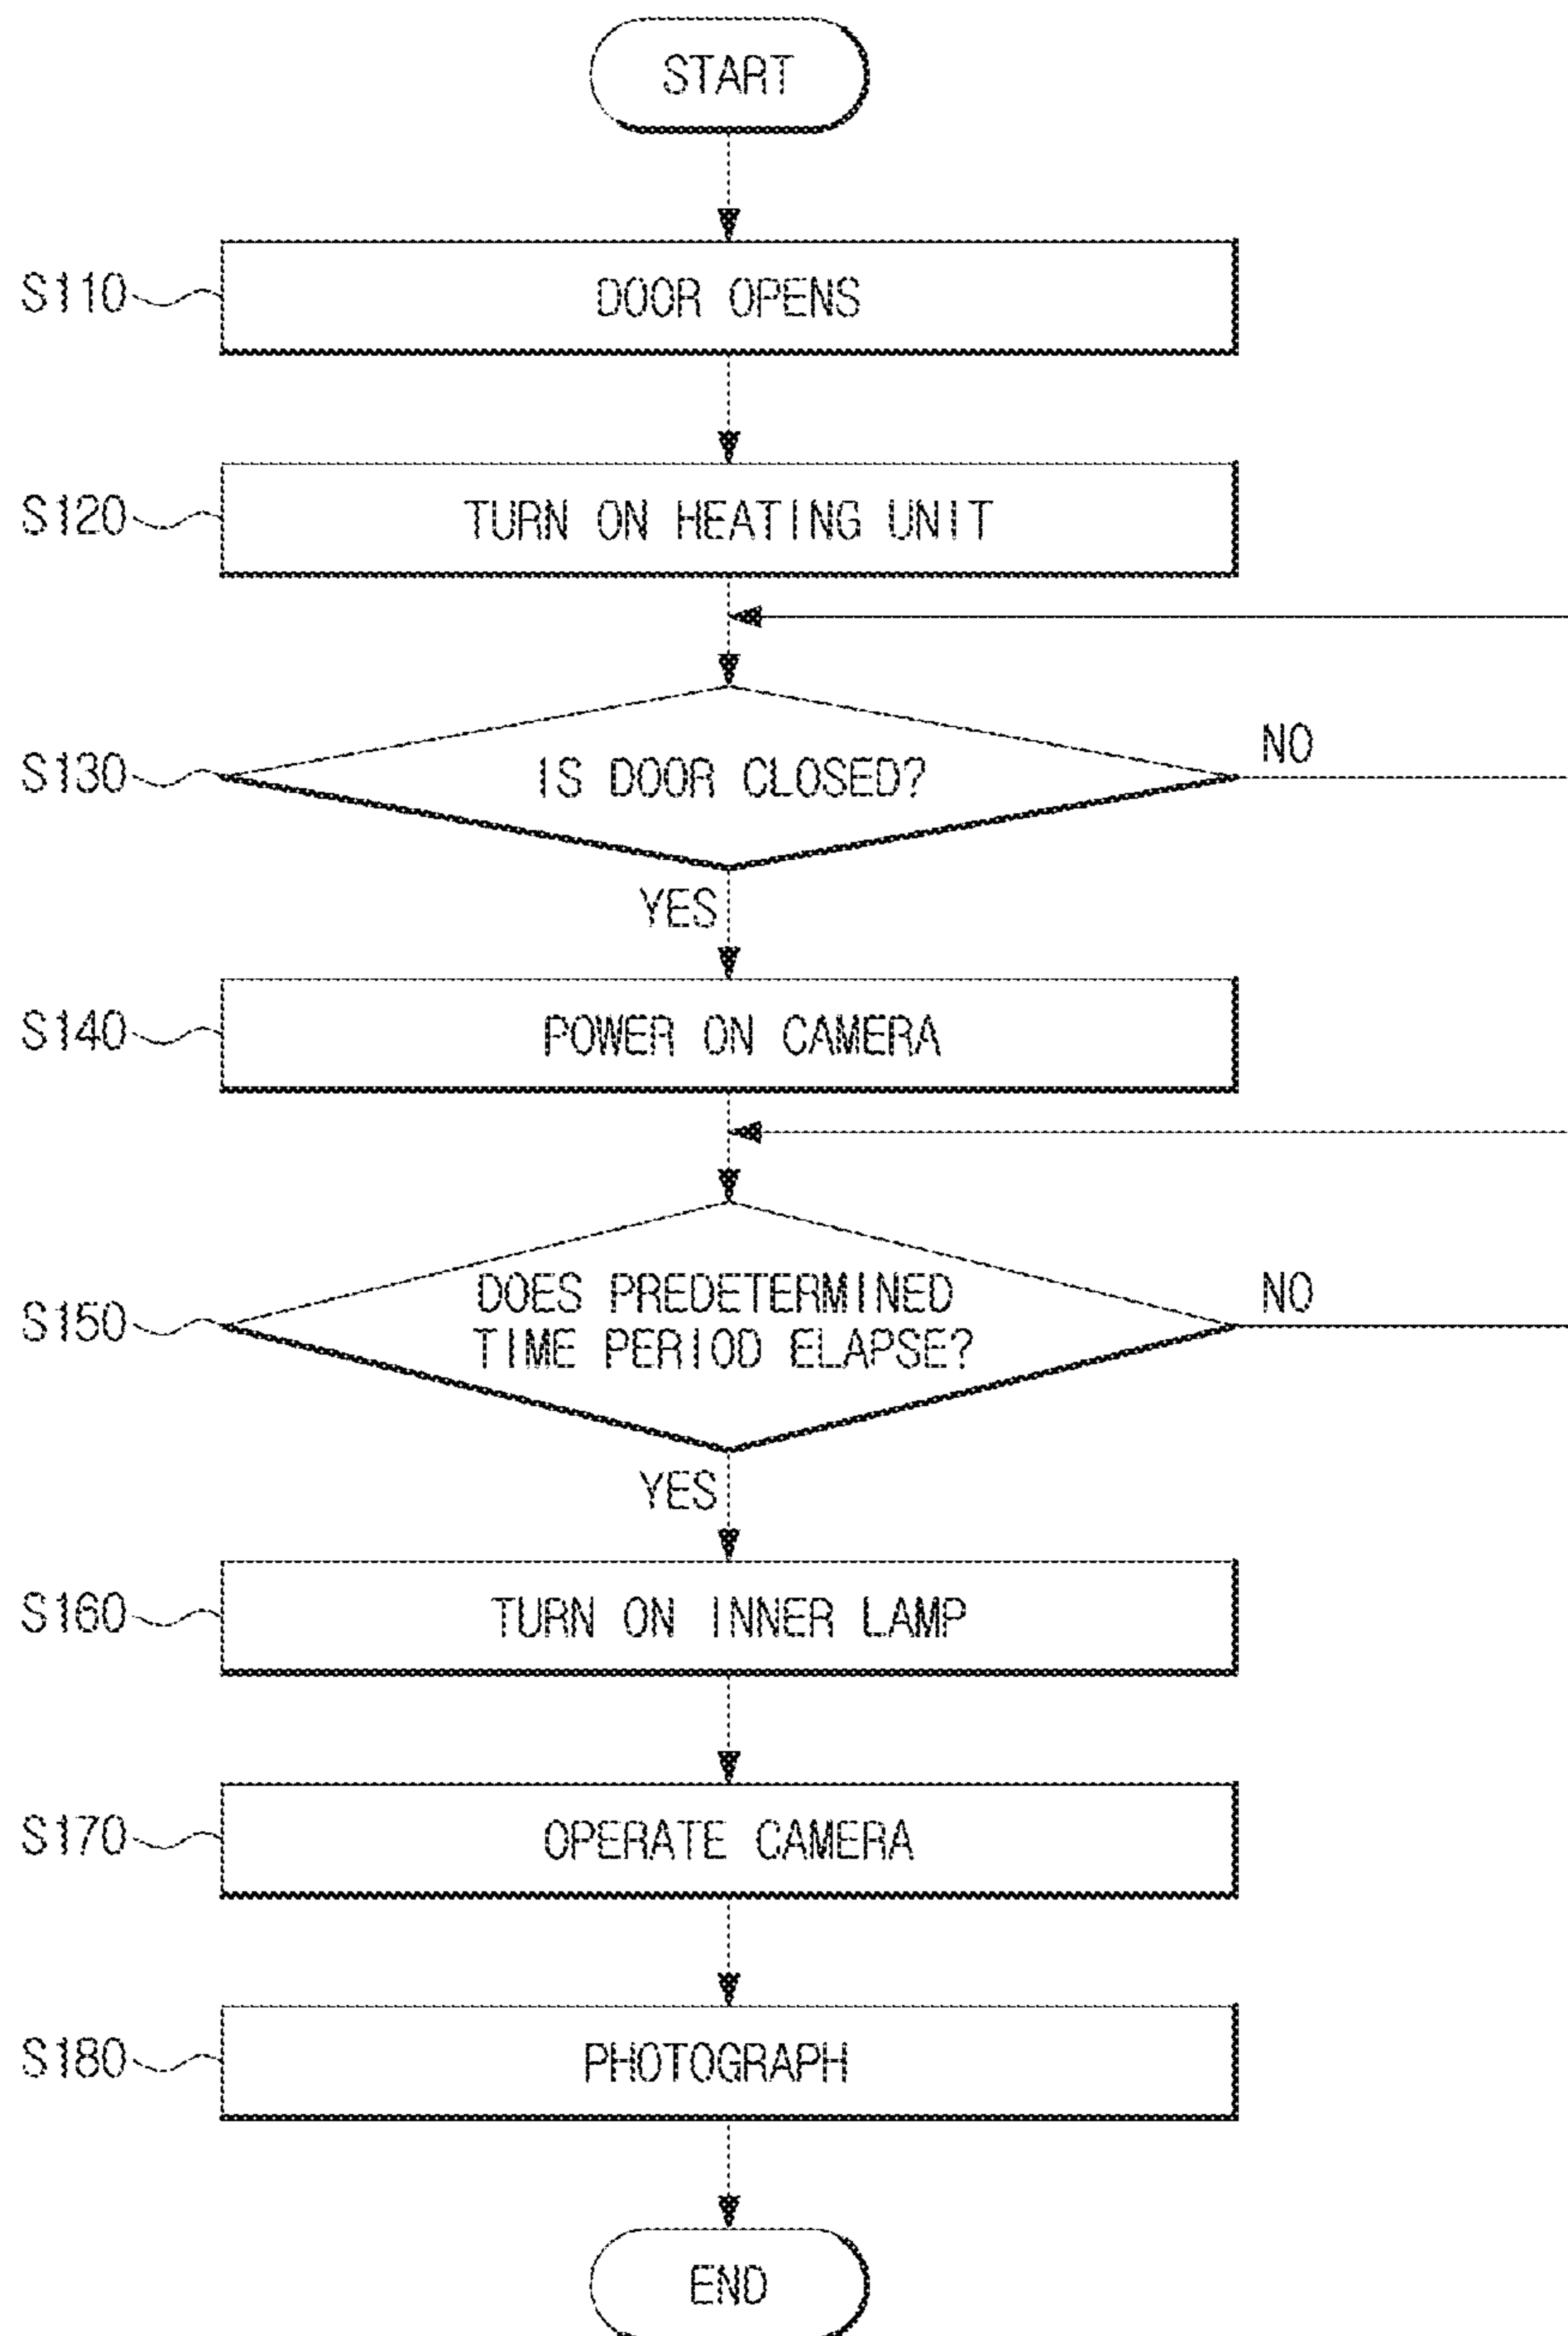 START
S110
DOOR OPENS
S120
TURN ON HEATING UNIT
S130
IS DOOR CLOSED?
NO
YES
S140
POWER ON CAMERA
S150
DOES PREDETERMINED
TIME PERIOD ELAPSE?
NO
YES
S160
TURN ON INNER LAMP
S170
OPERATE CAMERA
S180
PHOTOGRAPH
END